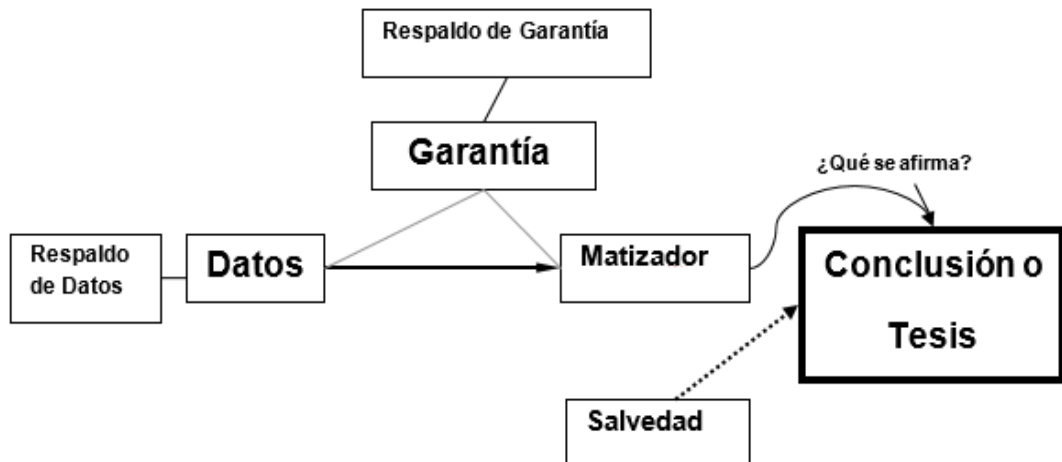 Respaldo de Garantía
Garantía
¿Qué se afirma?
Respaldo
de Datos
Datos
Matizador
Conclusión o
Tesis
Salvedad